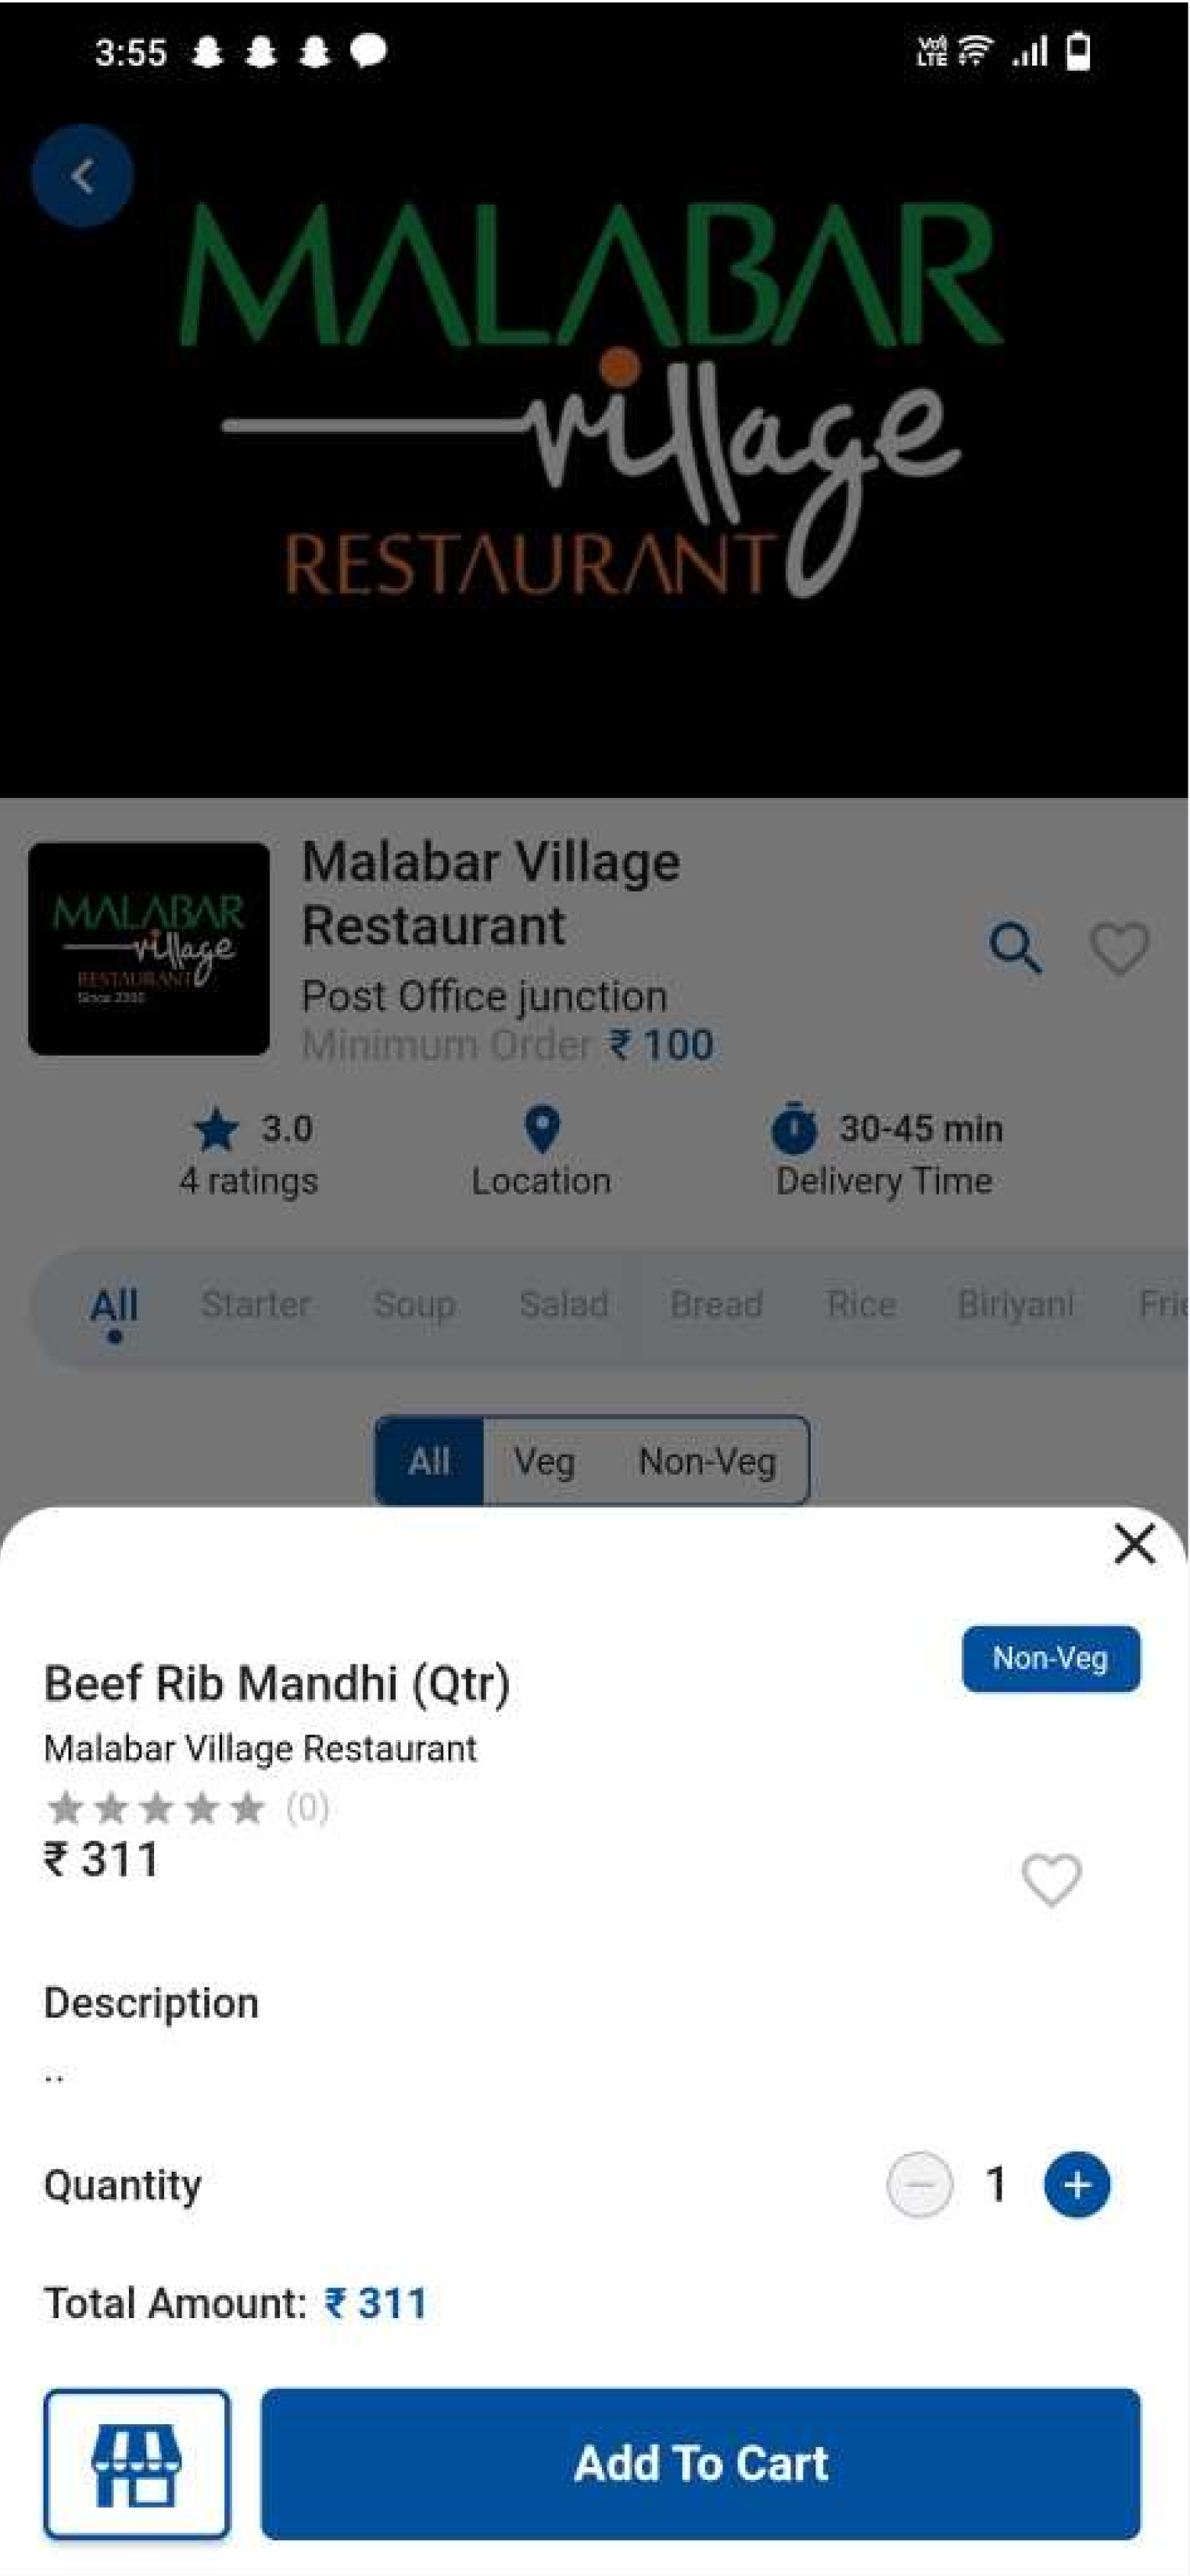 3:55
Vo) LTE
MALABAR
village
RESTAURANT
MALABAR
village
RESTAURANT
Malabar Village
Restaurant
Post Office junction
Minimum Order ₹ 100
3.0
4 ratings
Location
30-45 min
Delivery Time
All Starter Soup Salad Bread Rice Biriyani Frie
All Veg Non-Veg
Non-Veg
Beef Rib Mandhi (Qtr)
Malabar Village Restaurant
(0)
₹ 311
Description
..
Quantity 1
Total Amount: ₹ 311
Add To Cart